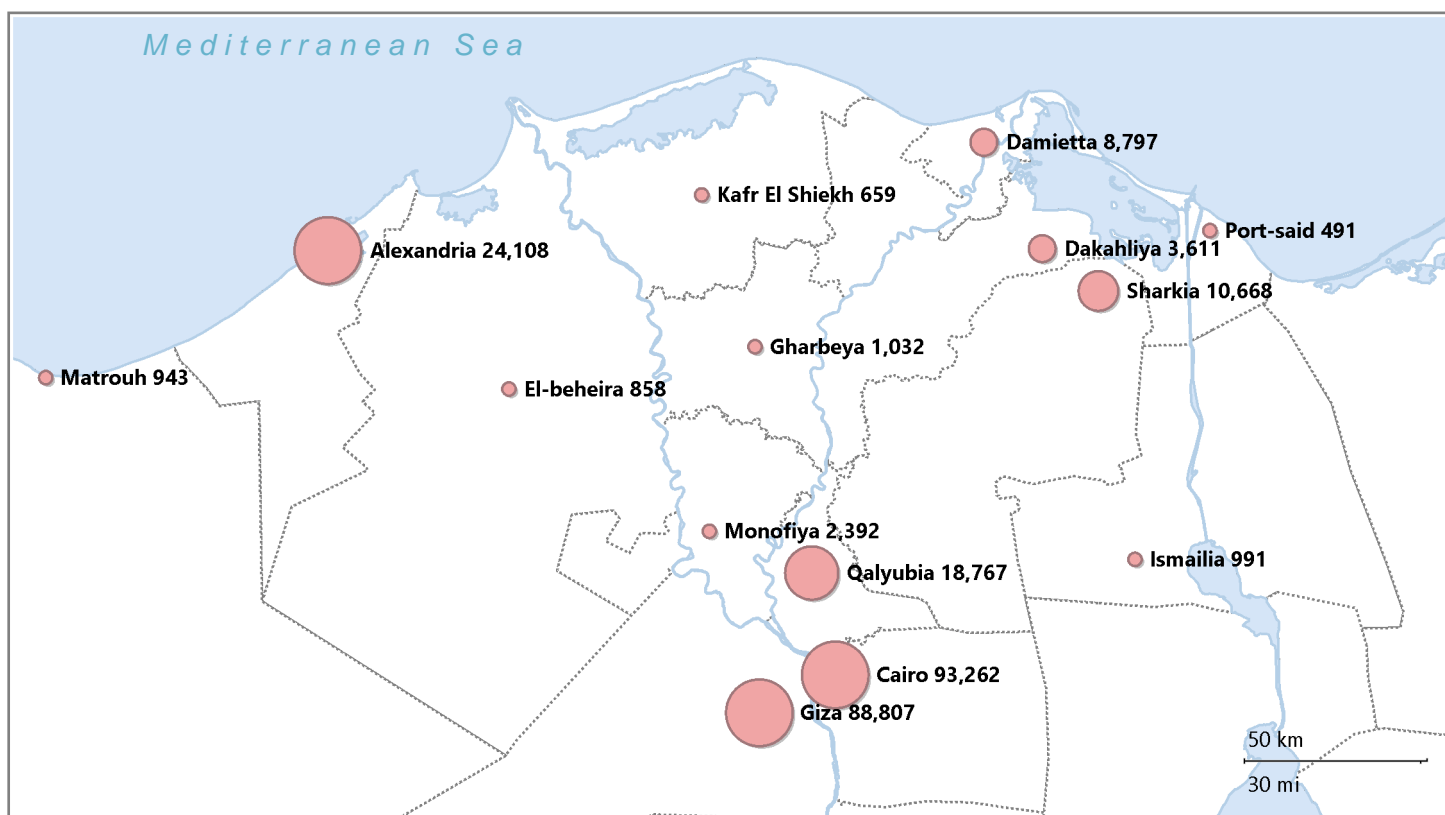 Mediterranean Sea
Damietta 8,797
Kafr El Shiekh 659
Port-said 491
Alexandria 24,108
Dakahliya 3,611
Sharkia 10,668
Gharbeya 1,032
Matrouh 943
El-beheira 858
Monofiya 2,392
Ismailia 991
Qalyubia 18,767
Cairo 93,262
Giza 88,807
50 km
30 mi